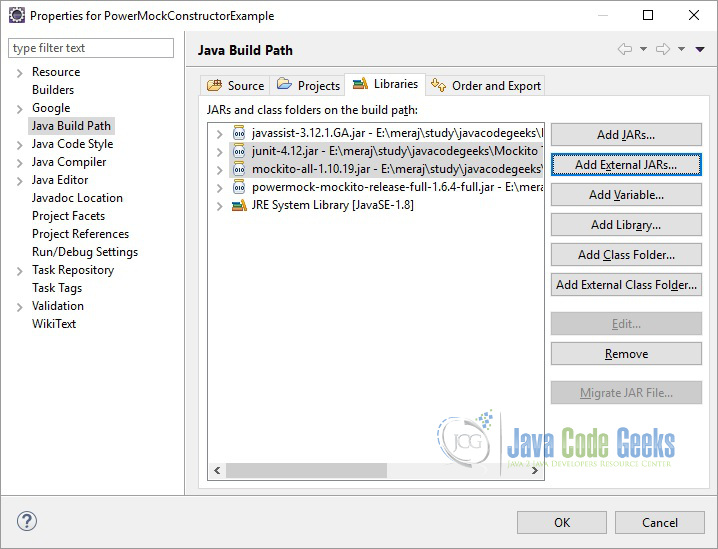 Properties for PowerMockConstructorExample
type filter text
Resource
Builders
Google
Java Build Path
Java Code Style
Java Compiler
Java Editor
Javadoc Location
Project Facets
Project References
Run/Debug Settings
Task Repository
Task Tags
Validation
WikiText
Java Build Path
Source Projects Libraries Order and Export
JARs and class folders on the build path:
javassist-3.12.1.GA.jar - E:\meraj\study\javacodegeeks\
junit-4.12.jar - E:\meraj\study\javacodegeeks\Mockito
mockito-all-1.10.19.jar - E:\meraj\study\javacodegeeks\
powermock-mockito-release-full-1.6.4-full.jar - E:\mera
JRE System Library [JavaSE-1.8]
Add JARs...
Add External JARs...
Add Variable...
Add Library...
Add Class Folder...
Add External Class Folder...
Edit...
Remove
Migrate JAR File...
JCG Java Code Geeks
Java 2 Java Developers Resource Center
OK Cancel